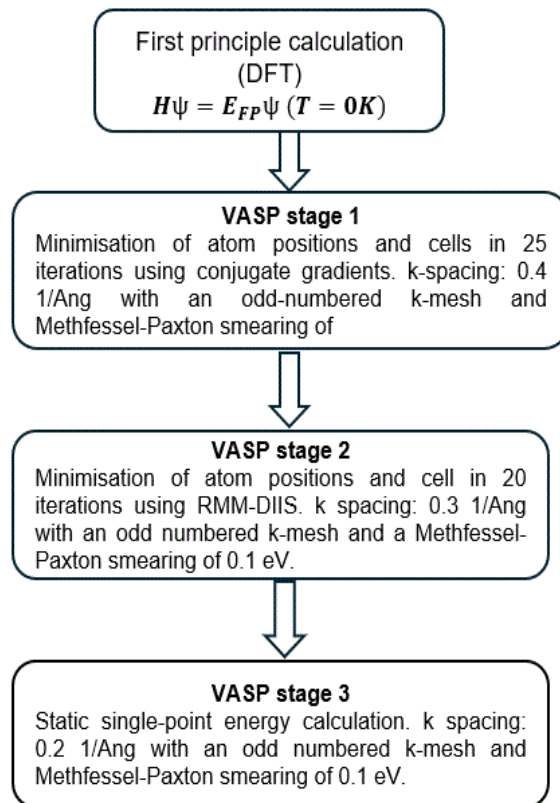 First principle calculation
(DFT)
Hψ = E_FP ψ (T = 0K)
VASP stage 1
Minimisation of atom positions and cells in 25
iterations using conjugate gradients. k-spacing: 0.4
1/Ang with an odd-numbered k-mesh and
Methfessel-Paxton smearing of
VASP stage 2
Minimisation of atom positions and cell in 20
iterations using RMM-DIIS. k spacing: 0.3 1/Ang
with an odd numbered k-mesh and a Methfessel-
Paxton smearing of 0.1 eV.
VASP stage 3
Static single-point energy calculation. k spacing:
0.2 1/Ang with an odd numbered k-mesh and
Methfessel-Paxton smearing of 0.1 eV.